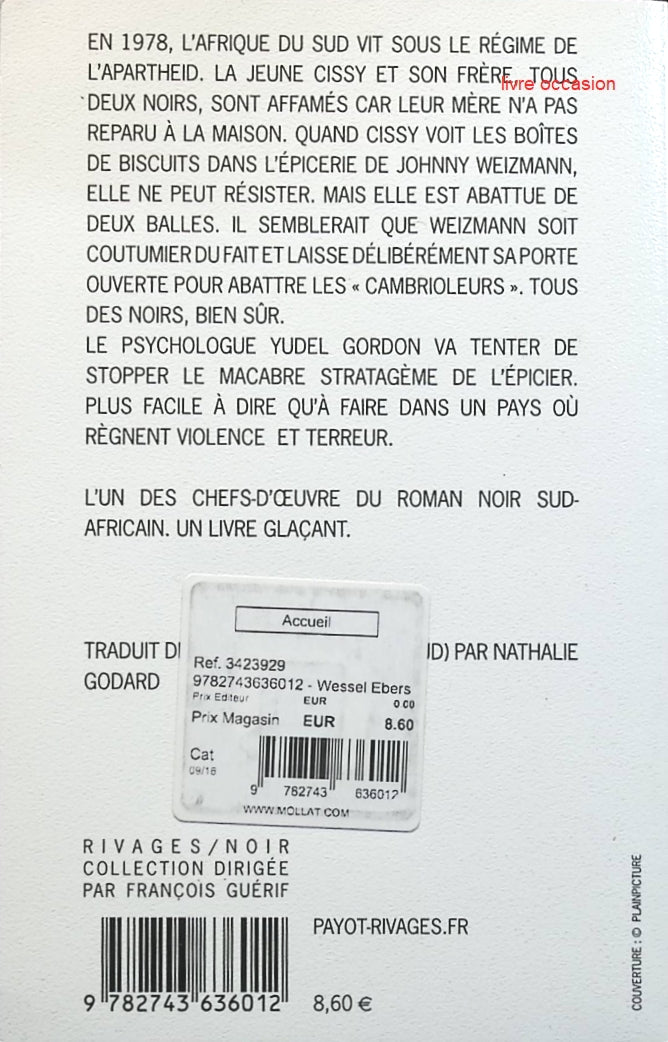 EN 1978, L'AFRIQUE DU SUD VIT SOUS LE RÉGIME DE
L'APARTHEID. LA JEUNE CISSY ET SON FRÈRE, TOUS
livre occasion
DEUX NOIRS, SONT AFFAMÉS CAR LEUR MÈRE N'A PAS
REPARU À LA MAISON. QUAND CISSY VOIT LES BOÎTES
DE BISCUITS DANS L'ÉPICERIE DE JOHNNY WEIZMANN,
ELLE NE PEUT RÉSISTER. MAIS ELLE EST ABATTUE DE
DEUX BALLES. IL SEMBLERAIT QUE WEIZMANN SOIT
COUTUMIER DU FAIT ET LAISSE DÉLIBÉRÉMENT SA PORTE
OUVERTE POUR ABATTRE LES « CAMBRIOLEURS ». TOUS
DES NOIRS, BIEN SÛR.
LE PSYCHOLOGUE YUDEL GORDON VA TENTER DE
STOPPER LE MACABRE STRATAGÈME DE L'ÉPICIER.
PLUS FACILE À DIRE QU'À FAIRE DANS UN PAYS OÙ
RÈGNENT VIOLENCE ET TERREUR.
L'UN DES CHEFS-D'ŒUVRE DU ROMAN NOIR SUD-
AFRICAIN. UN LIVRE GLAÇANT.
TRADUIT UD) PAR NATHALIE
GODARD
Accueil
Ref. 3423929
9782743636012 - Wessel Ebers
Prix Editeur EUR 0.00
Prix Magasin EUR 8.60
Cat
09/16
9 782743 636012
WWW.MOLLAT.COM
RIVAGES/NOIR
COLLECTION DIRIGÉE
PAR FRANÇOIS GUÉRIF
PAYOT-RIVAGES.FR
9 782743 636012
8,60 €
COUVERTURE : © PLAINPICTURE